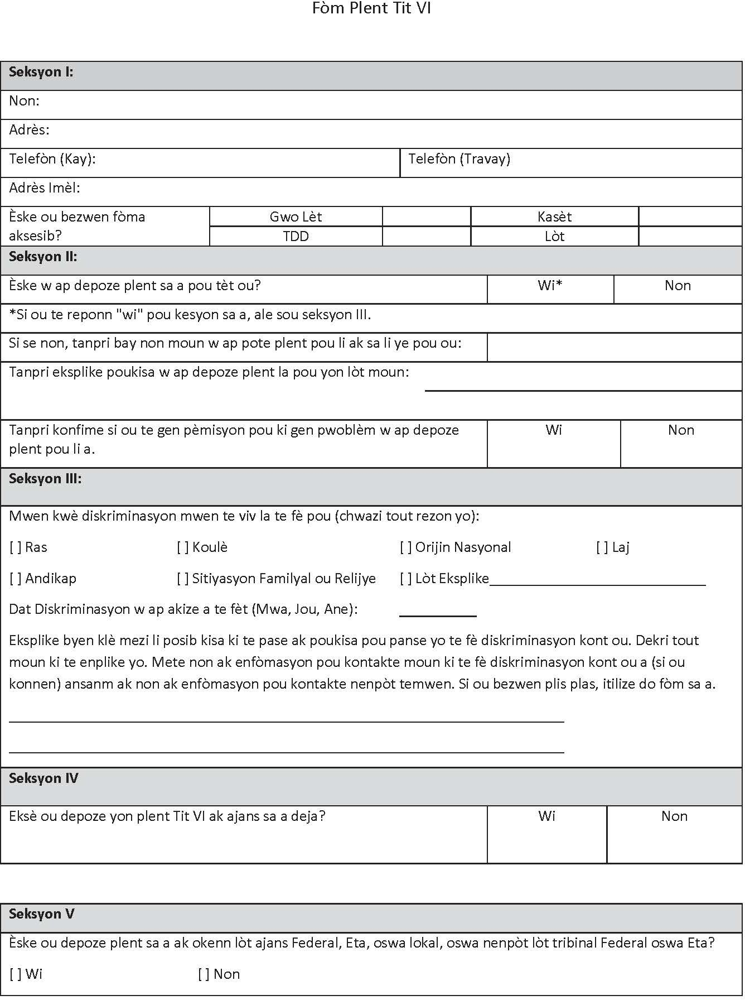 Fòm Plent Tit VI
Seksyon I:
Non:
Adrès:
Telefòn (Kay): Telefòn (Travay)
Adrès Imèl:
Èske ou bezwen fòma Gwo Lèt Kasèt
aksesib? TDD Lòt
Seksyon II:
Èske w ap depoze plent sa a pou tèt ou? Wi* Non
*Si ou te reponn "wi" pou kesyon sa a, ale sou seksyon III.
Si se non, tanpri bay non moun w ap pote plent pou li ak sa li ye pou ou:
Tanpri eksplike poukisa w ap depoze plent la pou yon lòt moun:
Tanpri konfime si ou te gen pèmisyon pou ki gen pwoblèm w ap depoze Wi Non
plent pou li a.
Seksyon III:
Mwen kwè diskriminasyon mwen te viv la te fè pou (chwazi tout rezon yo):
[ ] Ras [ ] Koulè [ ] Orijin Nasyonal [ ] Laj
[ ] Andikap [ ] Sitiyasyon Familyal ou Relijye [ ] Lòt Eksplike
Dat Diskriminasyon w ap akize a te fèt (Mwa, Jou, Ane):
Eksplike byen klè mezi li posib kisa ki te pase ak poukisa pou panse yo te fè diskriminasyon kont ou. Dekri tout
moun ki te enplike yo. Mete non ak enfòmasyon pou kontakte moun ki te fè diskriminasyon kont ou a (si ou
konnen) ansanm ak non ak enfòmasyon pou kontakte nenpòt temwen. Si ou bezwen plis plas, itilize do fòm sa a.
Seksyon IV
Eksè ou depoze yon plent Tit VI ak ajans sa a deja? Wi Non
Seksyon V
Èske ou depoze plent sa a ak okenn lòt ajans Federal, Eta, oswa lokal, oswa nenpòt lòt tribinal Federal oswa Eta?
[ ] Wi [ ] Non